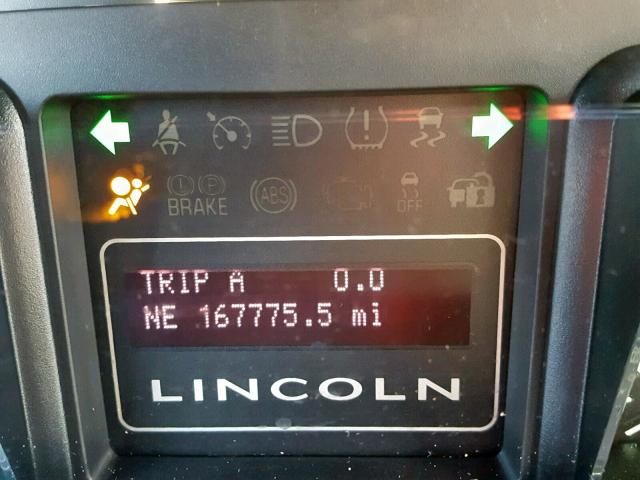 BRAKE
ABS
OFF
TRIP A 0.0
NE 167775.5 mi
LINCOLN